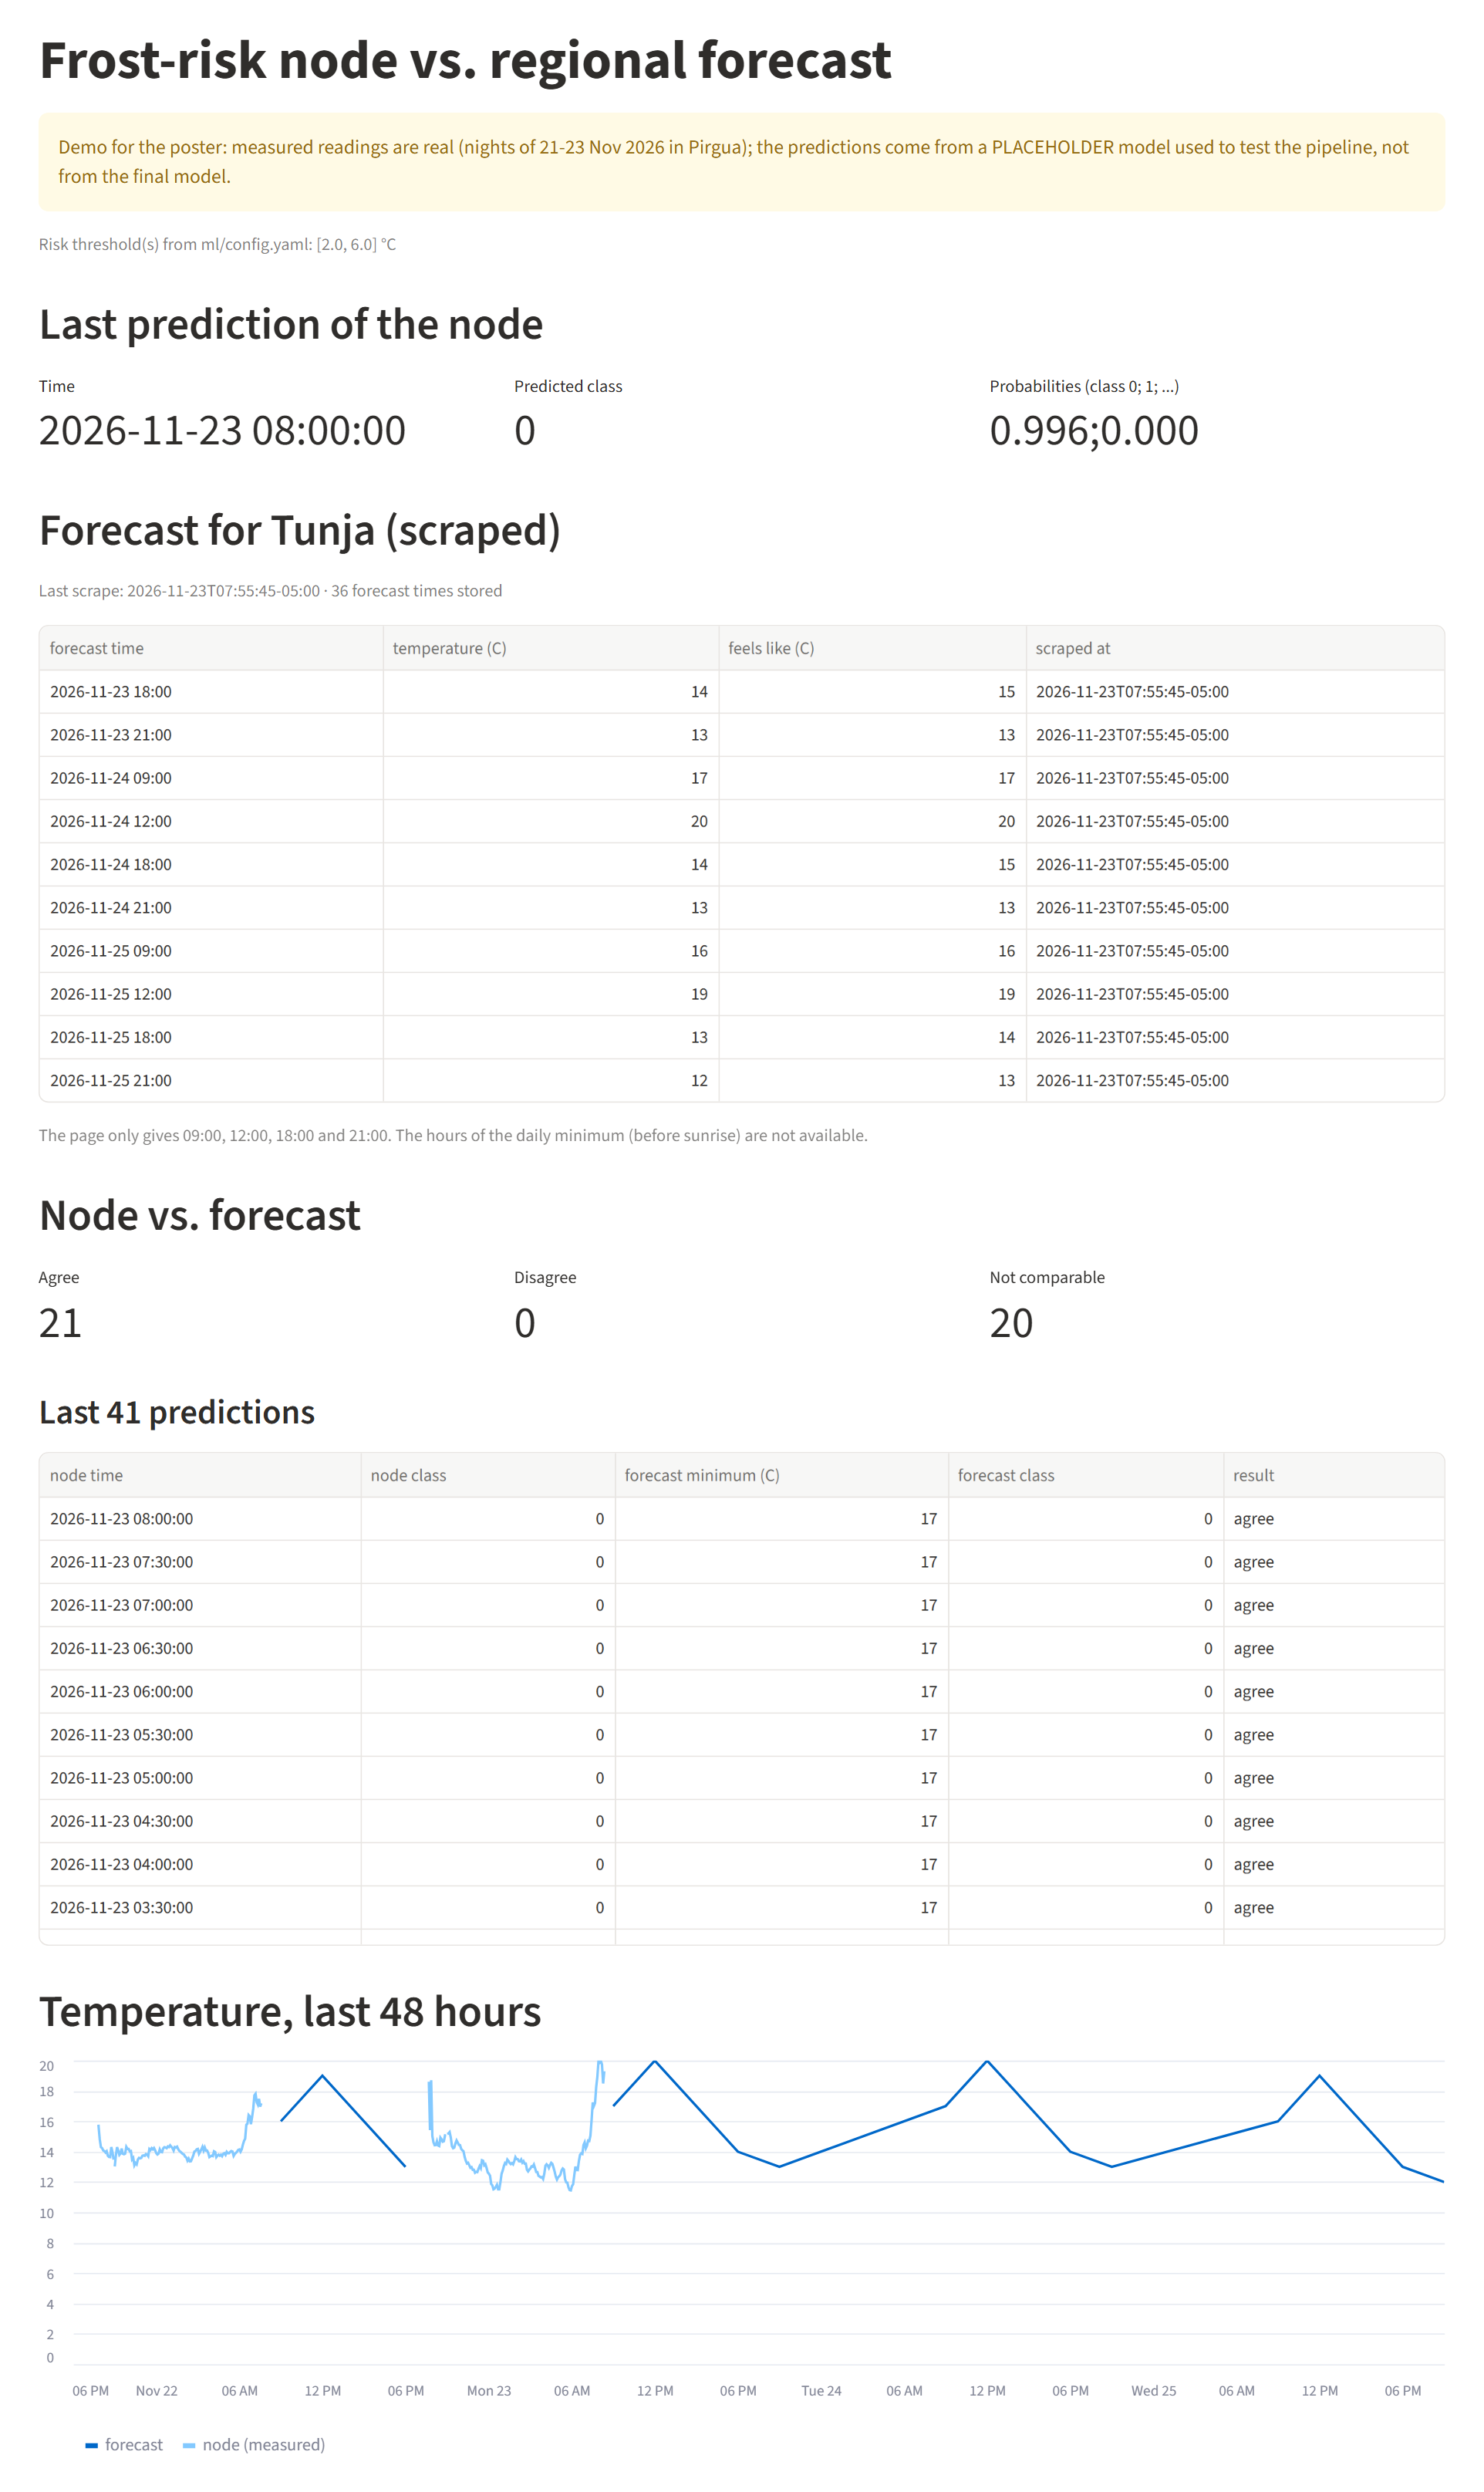 Frost-risk node vs. regional forecast
Demo for the poster: measured readings are real (nights of 21-23 Nov 2026 in Pirgua); the predictions come from a PLACEHOLDER model used to test the pipeline, not
from the final model.
Risk threshold(s) from ml/config.yaml: [2.0, 6.0] °C
Last prediction of the node
Time Predicted class Probabilities (class 0; 1; ...)
2026-11-23 08:00:00 0 0.996;0.000
Forecast for Tunja (scraped)
Last scrape: 2026-11-23T07:55:45-05:00 · 36 forecast times stored
forecast time temperature (C) feels like (C) scraped at
2026-11-23 18:00 14 15 2026-11-23T07:55:45-05:00
2026-11-23 21:00 13 13 2026-11-23T07:55:45-05:00
2026-11-24 09:00 17 17 2026-11-23T07:55:45-05:00
2026-11-24 12:00 20 20 2026-11-23T07:55:45-05:00
2026-11-24 18:00 14 15 2026-11-23T07:55:45-05:00
2026-11-24 21:00 13 13 2026-11-23T07:55:45-05:00
2026-11-25 09:00 16 16 2026-11-23T07:55:45-05:00
2026-11-25 12:00 19 19 2026-11-23T07:55:45-05:00
2026-11-25 18:00 13 14 2026-11-23T07:55:45-05:00
2026-11-25 21:00 12 13 2026-11-23T07:55:45-05:00
The page only gives 09:00, 12:00, 18:00 and 21:00. The hours of the daily minimum (before sunrise) are not available.
Node vs. forecast
Agree Disagree Not comparable
21 0 20
Last 41 predictions
node time node class forecast minimum (C) forecast class result
2026-11-23 08:00:00 0 17 0 agree
2026-11-23 07:30:00 0 17 0 agree
2026-11-23 07:00:00 0 17 0 agree
2026-11-23 06:30:00 0 17 0 agree
2026-11-23 06:00:00 0 17 0 agree
2026-11-23 05:30:00 0 17 0 agree
2026-11-23 05:00:00 0 17 0 agree
2026-11-23 04:30:00 0 17 0 agree
2026-11-23 04:00:00 0 17 0 agree
2026-11-23 03:30:00 0 17 0 agree
Temperature, last 48 hours
20
18
16
14
12
10
8
6
4
2
0
06 PM Nov 22 06 AM 12 PM 06 PM Mon 23 06 AM 12 PM 06 PM Tue 24 06 AM 12 PM 06 PM Wed 25 06 AM 12 PM 06 PM
forecast node (measured)